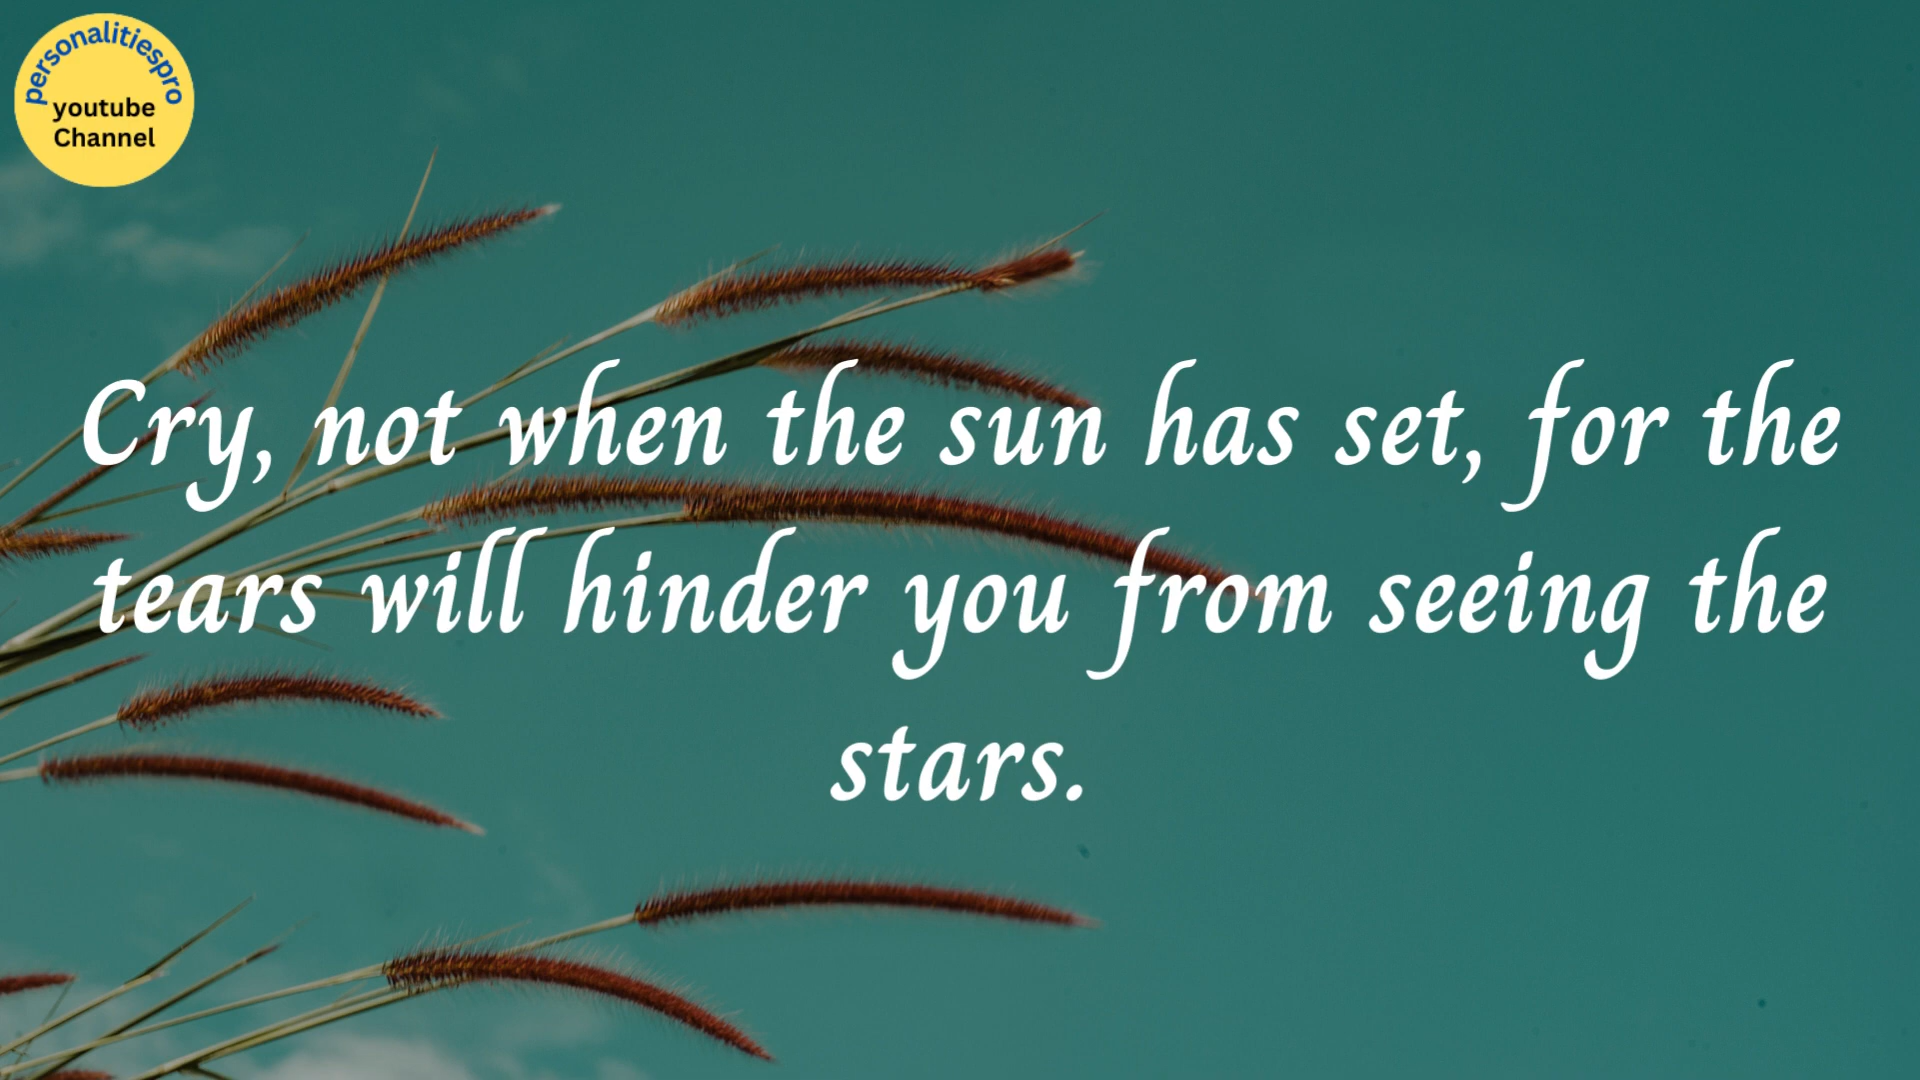 personalitiespro
youtube
Channel
Cry, not when the sun has set, for the
tears will hinder you from seeing the
stars.